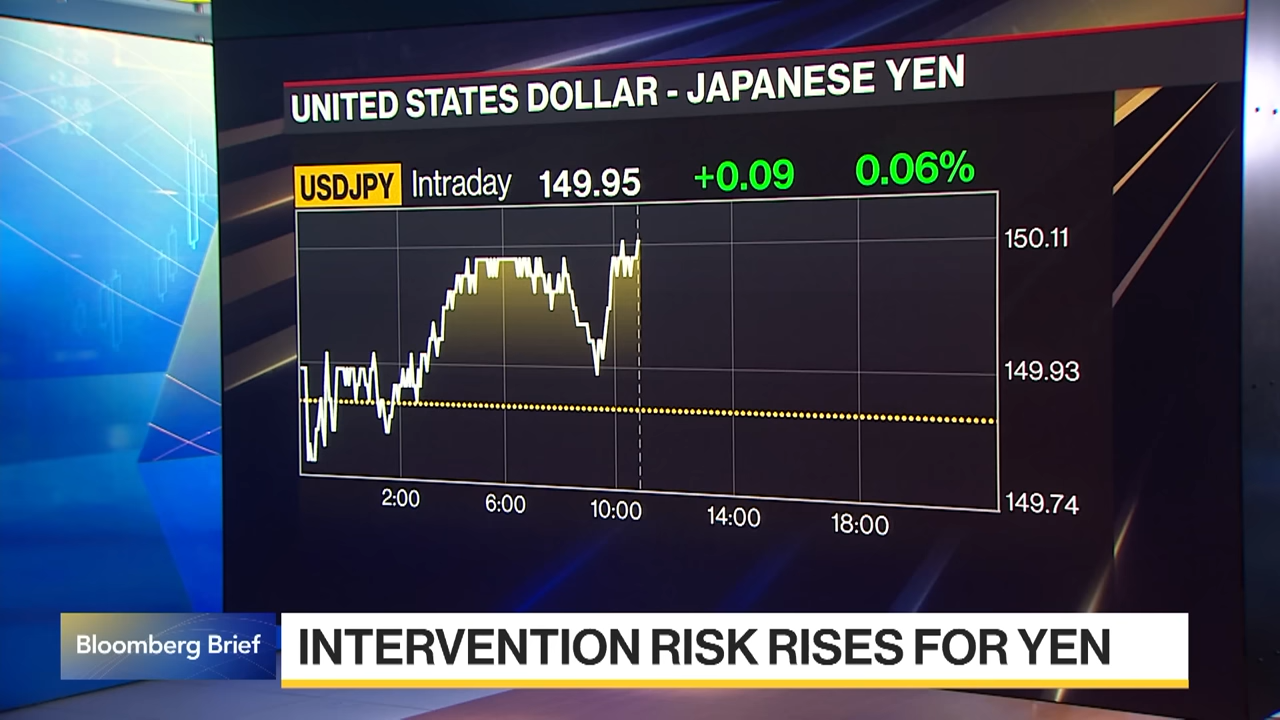 UNITED STATES DOLLAR - JAPANESE YEN
USDJPY Intraday 149.95 +0.09 0.06%
150.11
149.93
149.74
2:00 6:00 10:00 14:00 18:00
Bloomberg Brief
INTERVENTION RISK RISES FOR YEN